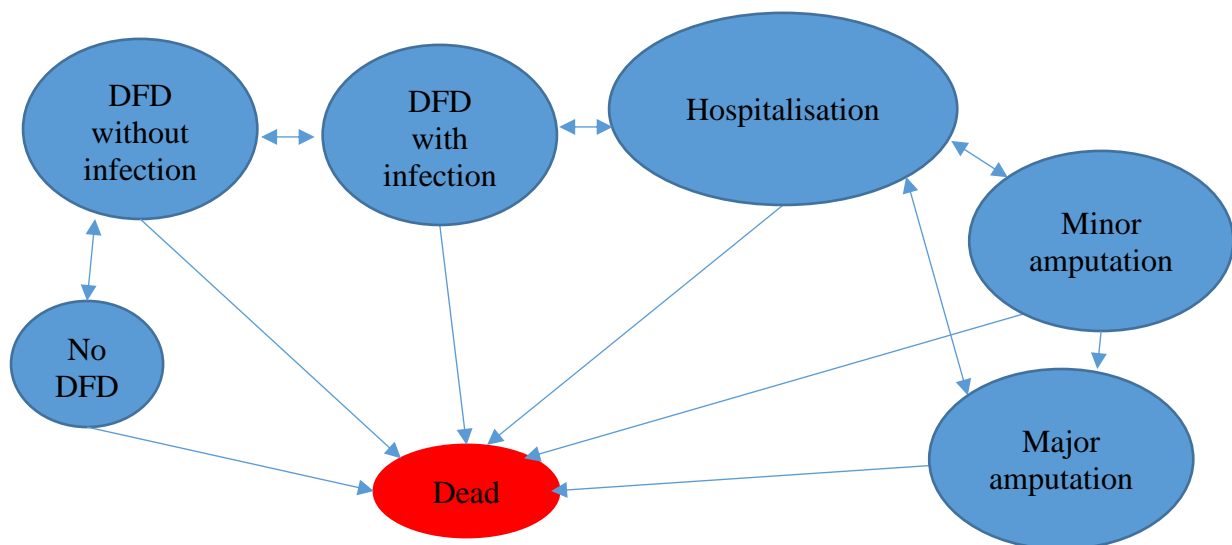 DFD
without
infection
DFD
with
infection
Hospitalisation
Minor
amputation
No
DFD
Major
amputation
Dead